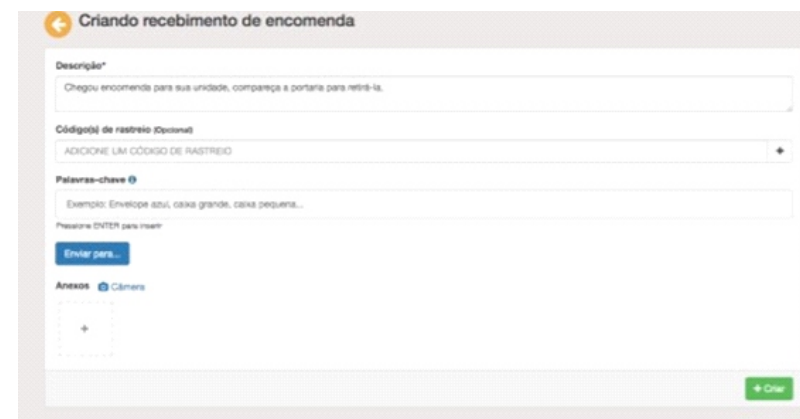 Criando recebimento de encomenda
Descrição*
Chegou encomenda para sua unidade, compareça a portaria para retirá-la.
Código(s) de rastreio (Opcional)
ADICIONE UM CÓDIGO DE RASTREIO
+
Palavras-chave
Exemplo: Envelope azul, caixa grande, caixa pequena...
Pressione ENTER para inserir
Enviar para...
Anexos Câmera
+
+ Criar